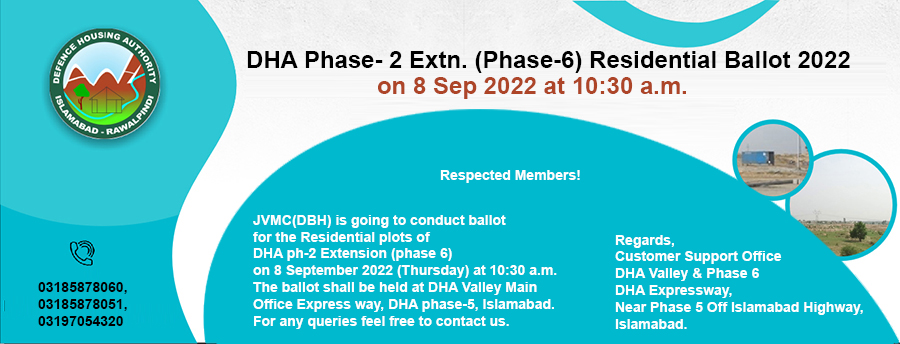 DEFENCE HOUSING AUTHORITY
ISLAMABAD - RAWALPINDI
DHA Phase- 2 Extn. (Phase-6) Residential Ballot 2022
on 8 Sep 2022 at 10:30 a.m.
Respected Members!
JVMC(DBH) is going to conduct ballot
for the Residential plots of
DHA ph-2 Extension (phase 6)
on 8 September 2022 (Thursday) at 10:30 a.m.
The ballot shall be held at DHA Valley Main
Office Express way, DHA phase-5, Islamabad.
For any queries feel free to contact us.
Regards,
Customer Support Office
DHA Valley & Phase 6
DHA Expressway,
Near Phase 5 Off Islamabad Highway,
Islamabad.
03185878060,
03185878051,
03197054320